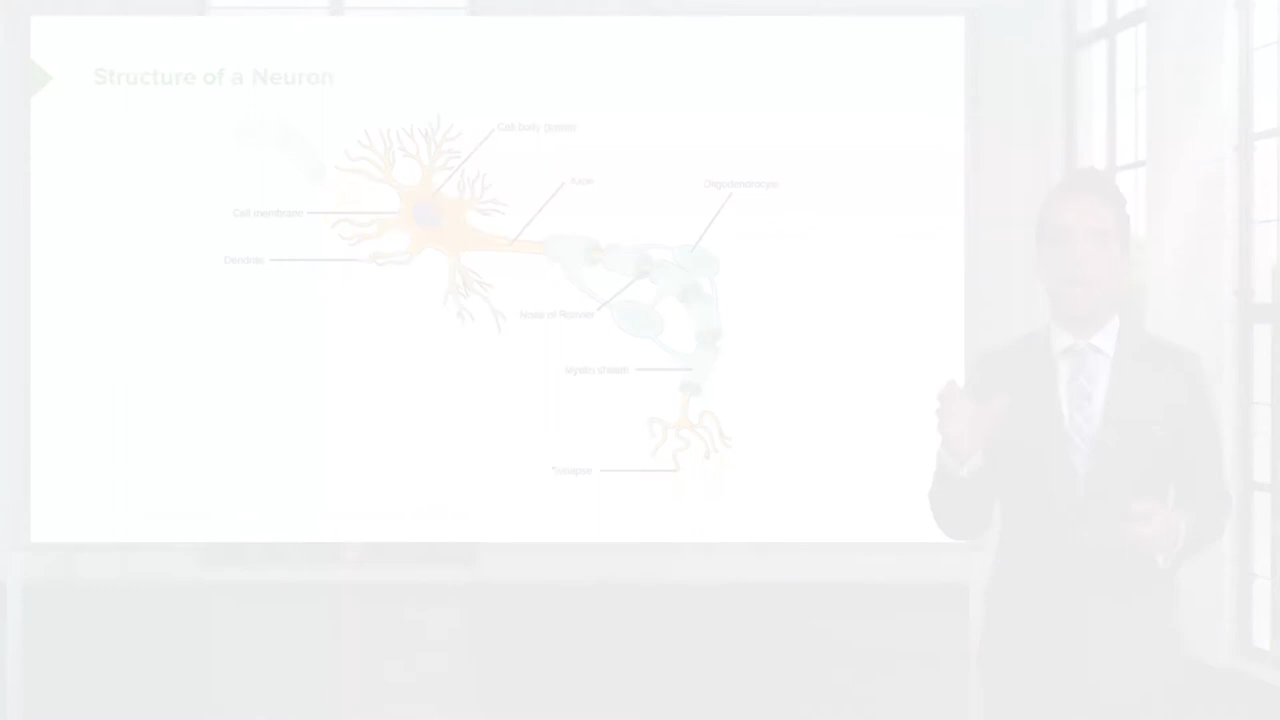 Structure of a Neuron
Cell body (soma)
Axon
Oligodendrocyte
Cell membrane
Dendrite
Node of Ranvier
Myelin sheath
Synapse